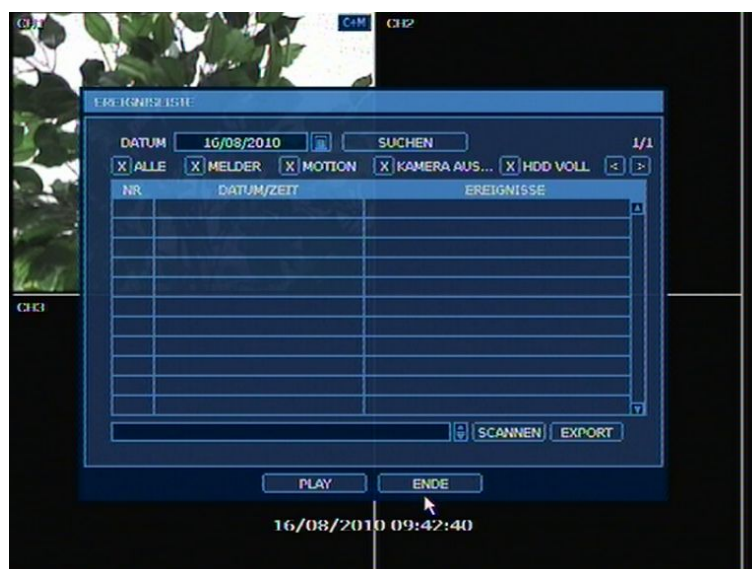 CH1 C+M CH2
EREIGNISLISTE
DATUM 16/08/2010 SUCHEN 1/1
X ALLE X MELDER X MOTION X KAMERA AUS... X HDD VOLL < >
NR DATUM/ZEIT EREIGNISSE
CH3
SCANNEN EXPORT
PLAY ENDE
16/08/2010 09:42:40